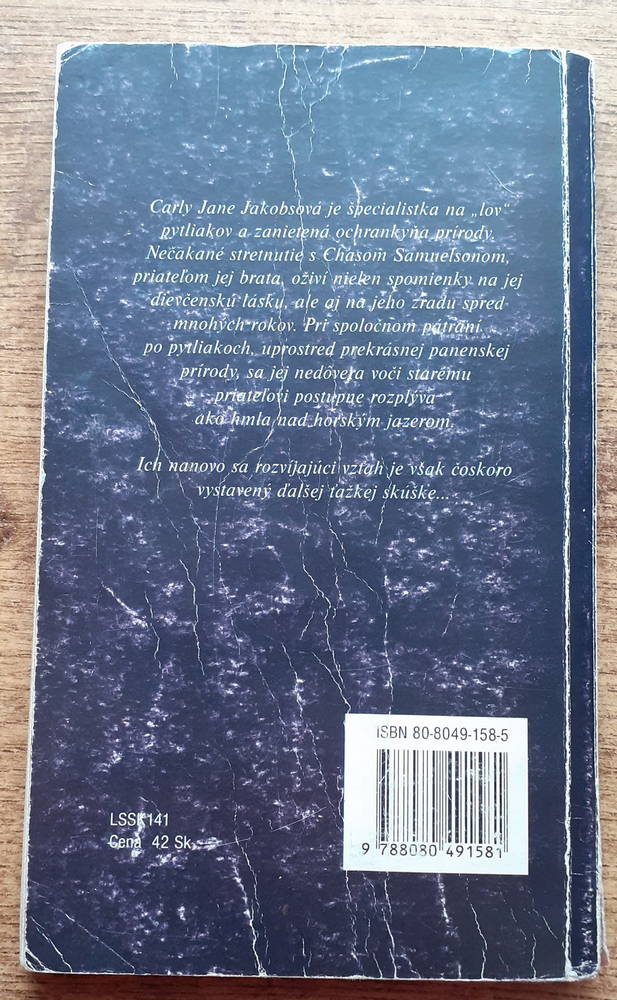 Carly Jane Jakobsová je špecialistka na „lov“
pytliakov a zanietená ochrankyňa prírody.
Nečakané stretnutie s Chasom Samuelsonom,
priateľom jej brata, oživí nielen spomienky na jej
dievčenskú lásku, ale aj na jeho zradu spred
mnohých rokov. Pri spoločnom pátraní
po pytliakoch, uprostred prekrásnej panenskej
prírody, sa jej nedôvera voči starému
priateľovi postupne rozplýva
ako hmla nad horským jazerom.
Ich nanovo sa rozvíjajúci vzťah je však čoskoro
vystavený ďalšej ťažkej skúške...
ISBN 80-8049-158-5
9 788080 491581
LSSK141
Cena 42 Sk